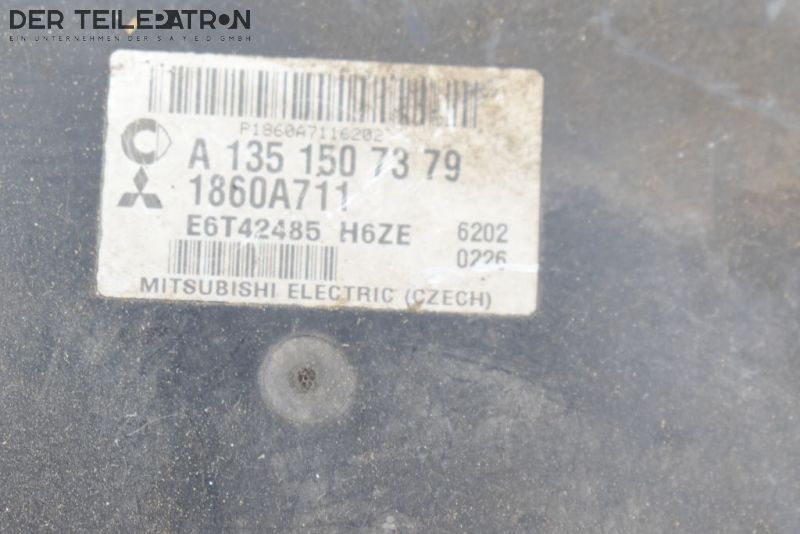 DER TEILEPATRON
EIN UNTERNEHMEN DER S A Y E D GMBH
P1860A7116202
A 135 150 73 79
1860A711
E6T42485 H6ZE 6202
0226
MITSUBISHI ELECTRIC (CZECH)